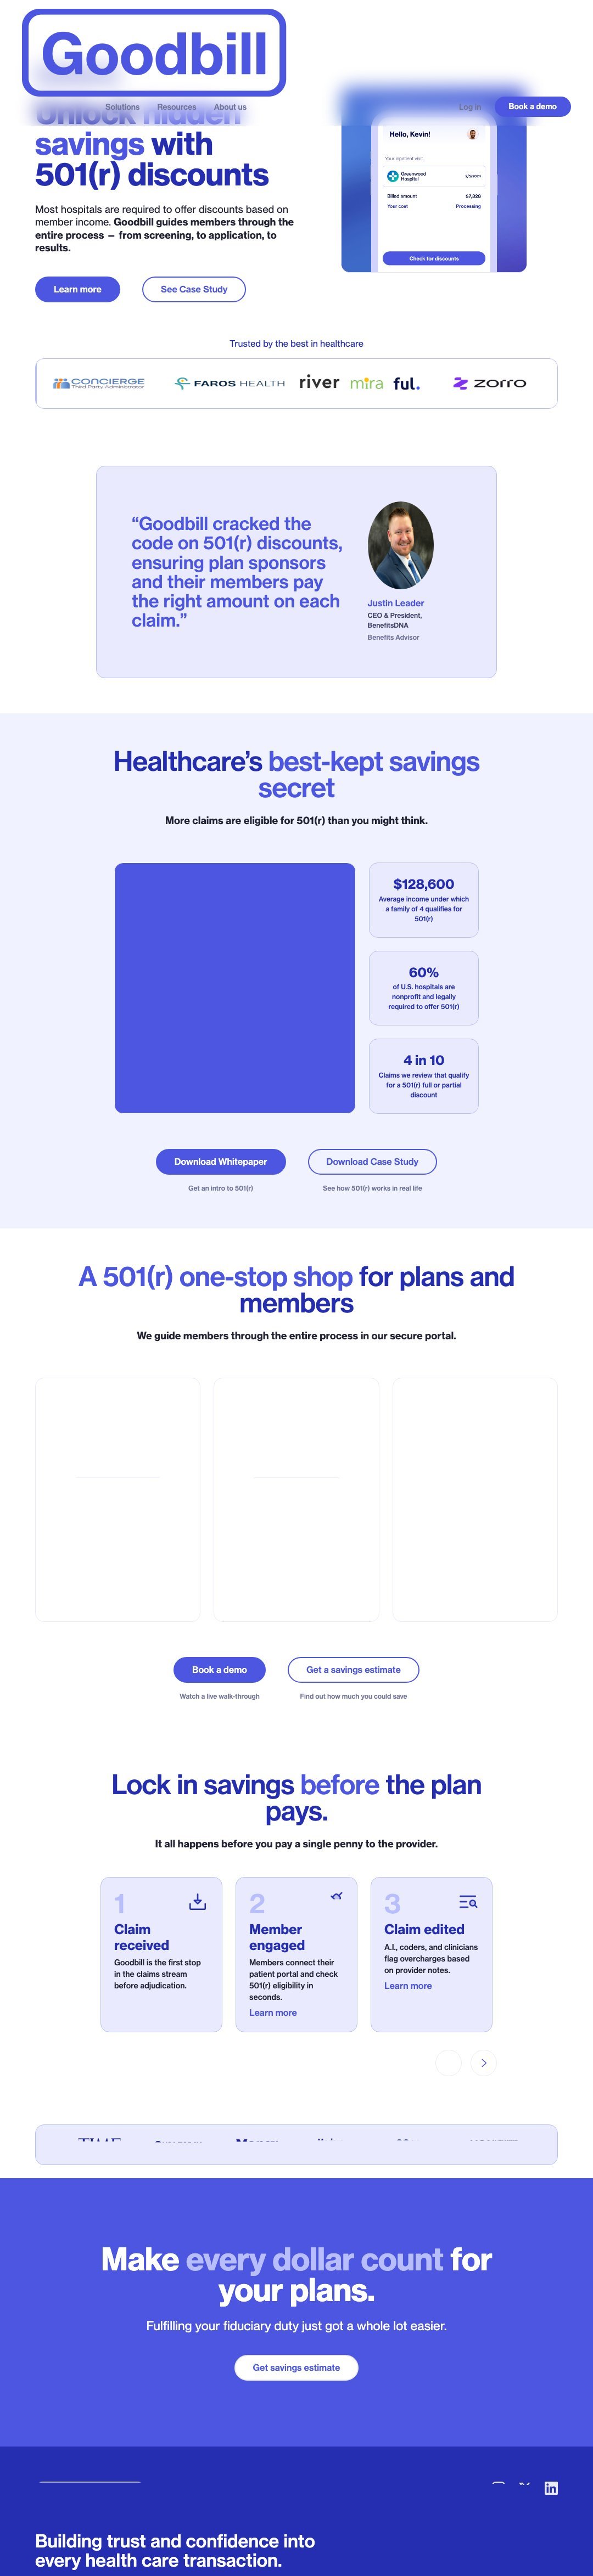 Goodbill
Solutions
Resources
About us
Log in
Book a demo
Unlock hidden
savings with
501(r) discounts
Most hospitals are required to offer discounts based on
member income. Goodbill guides members through the
entire process — from screening, to application, to
results.
Learn more
See Case Study
Hello, Kevin!
Your inpatient visit
Greenwood
Hospital
Billed amount
$7,328
Your cost
Processing
Check for discounts
Trusted by the best in healthcare
CONCIERGE
Third Party Administrator
FAROS HEALTH
river
mira
ful.
zorro
“Goodbill cracked the
code on 501(r) discounts,
ensuring plan sponsors
and their members pay
the right amount on each
claim.”
Justin Leader
CEO & President,
BenefitsDNA
Benefits Advisor
Healthcare’s best-kept savings
secret
More claims are eligible for 501(r) than you might think.
$128,600
Average income under which
a family of 4 qualifies for
501(r)
60%
of U.S. hospitals are
nonprofit and legally
required to offer 501(r)
4 in 10
Claims we review that qualify
for a 501(r) full or partial
discount
Download Whitepaper
Get an intro to 501(r)
Download Case Study
See how 501(r) works in real life
A 501(r) one-stop shop for plans and
members
We guide members through the entire process in our secure portal.
Book a demo
Watch a live walk-through
Get a savings estimate
Find out how much you could save
Lock in savings before the plan
pays.
It all happens before you pay a single penny to the provider.
1
Claim
received
Goodbill is the first stop
in the claims stream
before adjudication.
2
Member
engaged
Members connect their
patient portal and check
501(r) eligibility in
seconds.
Learn more
3
Claim edited
A.I., coders, and clinicians
flag overcharges based
on provider notes.
Learn more
Make every dollar count for
your plans.
Fulfilling your fiduciary duty just got a whole lot easier.
Get savings estimate
in
Building trust and confidence into
every health care transaction.